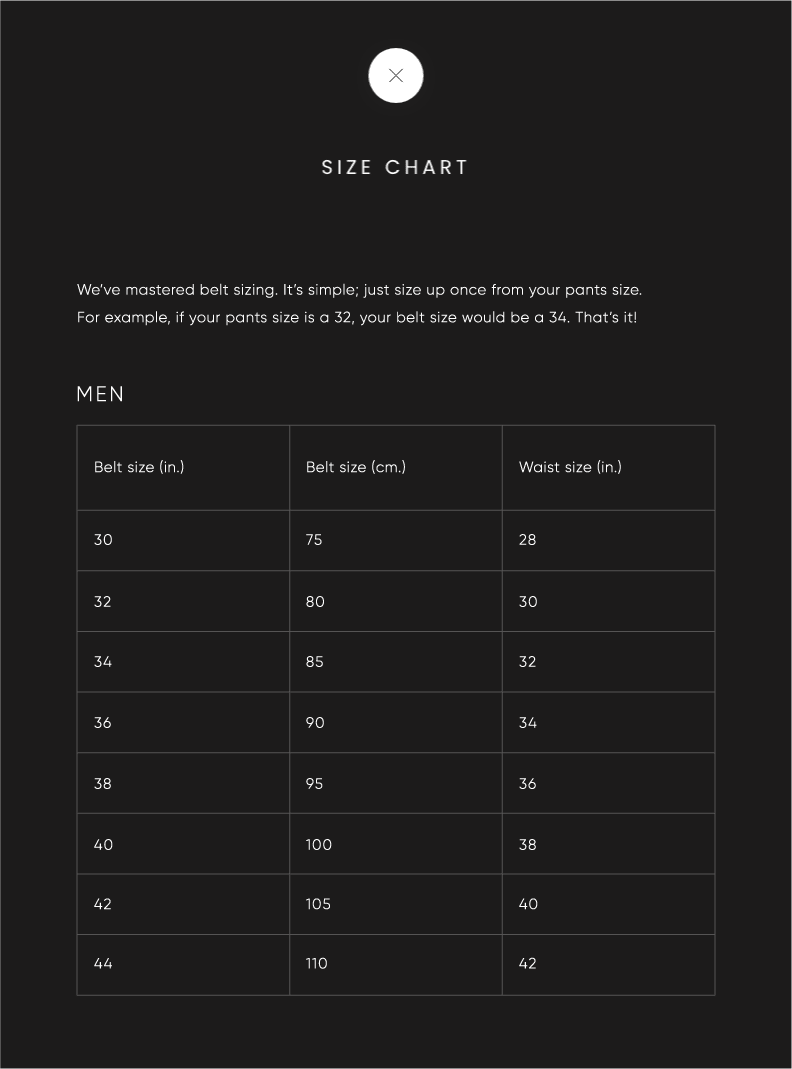 SIZE CHART
We've mastered belt sizing. It's simple; just size up once from your pants size.
For example, if your pants size is a 32, your belt size would be a 34. That's it!
MEN
Belt size (in.) Belt size (cm.) Waist size (in.)
30 75 28
32 80 30
34 85 32
36 90 34
38 95 36
40 100 38
42 105 40
44 110 42